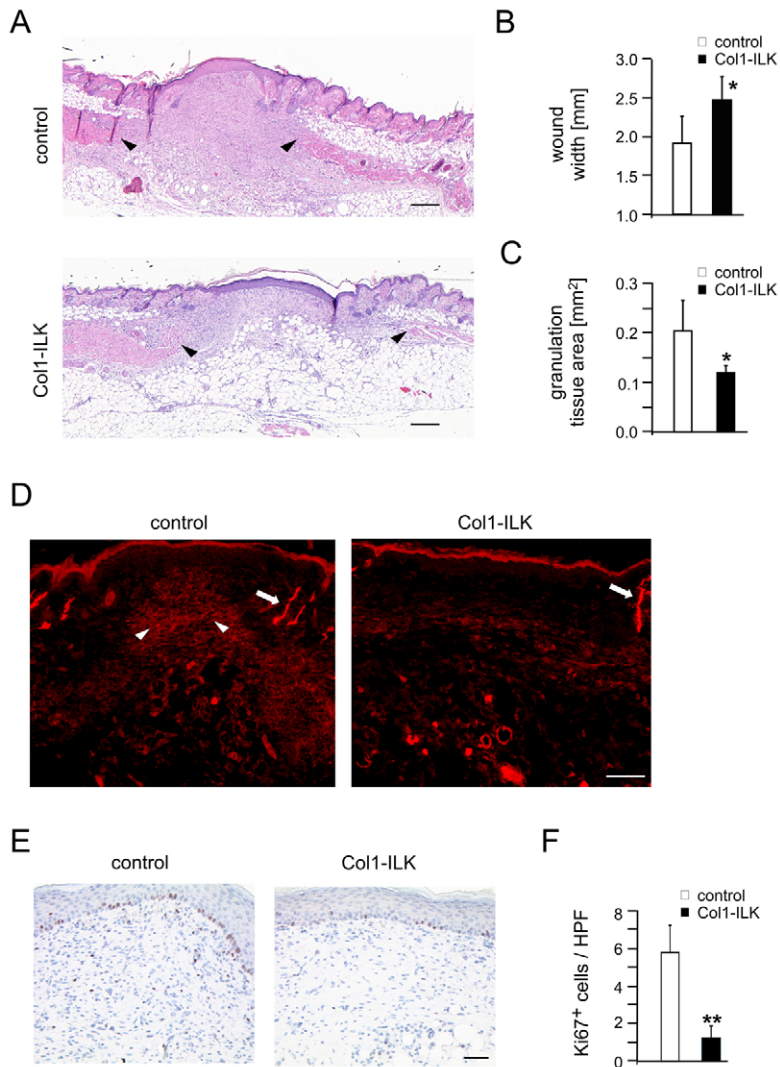 A
control
Col1-ILK
B
control
Col1-ILK
wound
width [mm]
3.0
2.5
2.0
1.5
1.0
*
C
control
Col1-ILK
granulation
tissue area [mm²]
0.3
0.2
0.1
0.0
*
D
control
Col1-ILK
E
control
Col1-ILK
F
control
Col1-ILK
Ki67⁺ cells / HPF
8
6
4
2
0
**